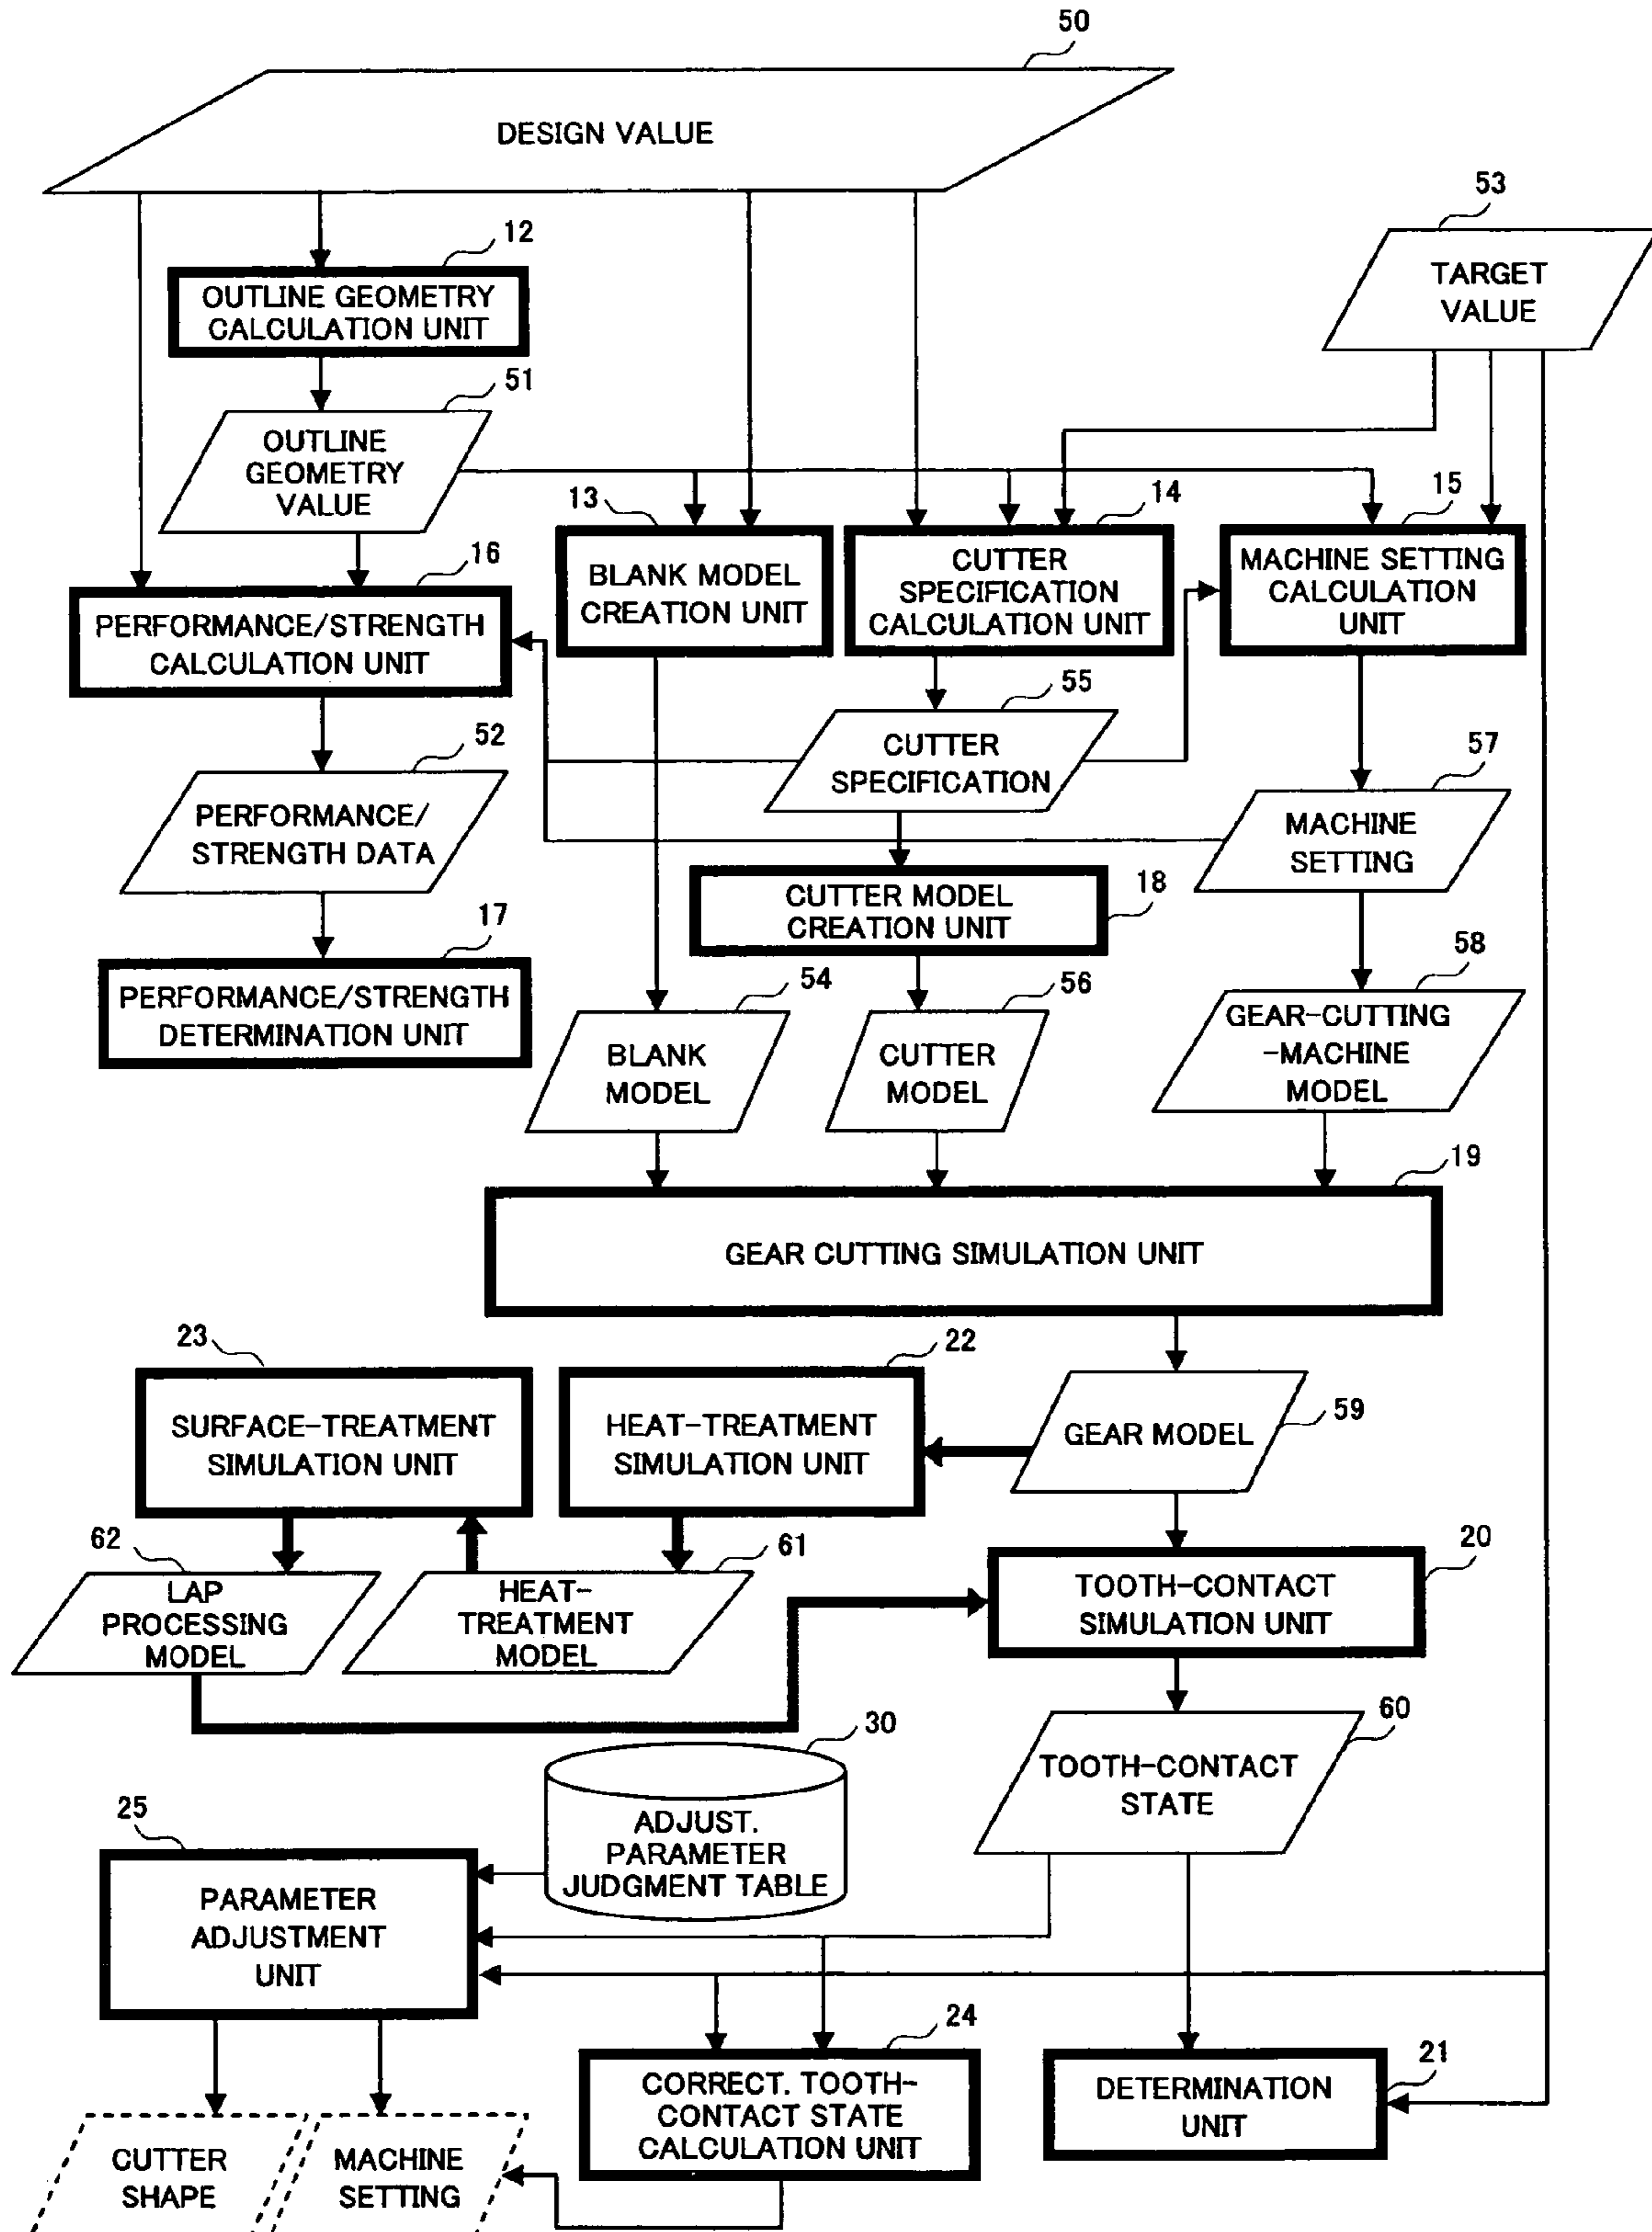 50
DESIGN VALUE
53
TARGET
VALUE
12
OUTLINE GEOMETRY
CALCULATION UNIT
51
OUTLINE
GEOMETRY
VALUE
13
BLANK MODEL
CREATION UNIT
14
CUTTER
SPECIFICATION
CALCULATION UNIT
15
MACHINE SETTING
CALCULATION
UNIT
16
PERFORMANCE/STRENGTH
CALCULATION UNIT
55
CUTTER
SPECIFICATION
52
PERFORMANCE/
STRENGTH DATA
57
MACHINE
SETTING
18
CUTTER MODEL
CREATION UNIT
17
PERFORMANCE/STRENGTH
DETERMINATION UNIT
54
BLANK
MODEL
56
CUTTER
MODEL
58
GEAR-CUTTING
-MACHINE
MODEL
19
GEAR CUTTING SIMULATION UNIT
23
SURFACE-TREATMENT
SIMULATION UNIT
22
HEAT-TREATMENT
SIMULATION UNIT
59
GEAR MODEL
62
LAP
PROCESSING
MODEL
61
HEAT-
TREATMENT
MODEL
20
TOOTH-CONTACT
SIMULATION UNIT
30
ADJUST.
PARAMETER
JUDGMENT TABLE
60
TOOTH-CONTACT
STATE
25
PARAMETER
ADJUSTMENT
UNIT
24
CORRECT. TOOTH-
CONTACT STATE
CALCULATION UNIT
21
DETERMINATION
UNIT
CUTTER
SHAPE
MACHINE
SETTING